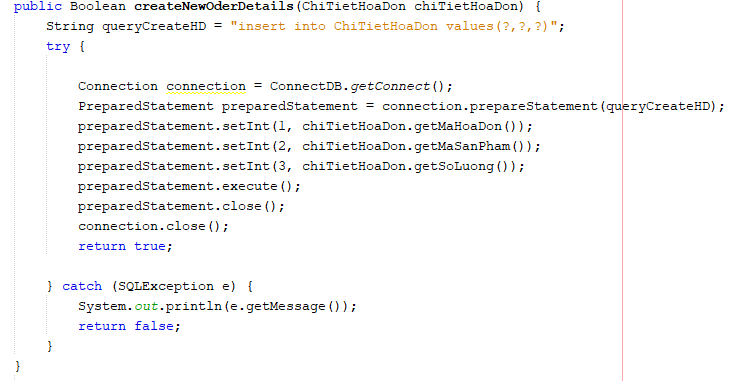 public Boolean createNewOderDetails(ChiTietHoaDon chiTietHoaDon) {
    String queryCreateHD = "insert into ChiTietHoaDon values(?,?,?)";
    try {
        Connection connection = ConnectDB.getConnect();
        PreparedStatement preparedStatement = connection.prepareStatement(queryCreateHD);
        preparedStatement.setInt(1, chiTietHoaDon.getMaHoaDon());
        preparedStatement.setInt(2, chiTietHoaDon.getMaSanPham());
        preparedStatement.setInt(3, chiTietHoaDon.getSoLuong());
        preparedStatement.execute();
        preparedStatement.close();
        connection.close();
        return true;
    } catch (SQLException e) {
        System.out.println(e.getMessage());
        return false;
    }
}